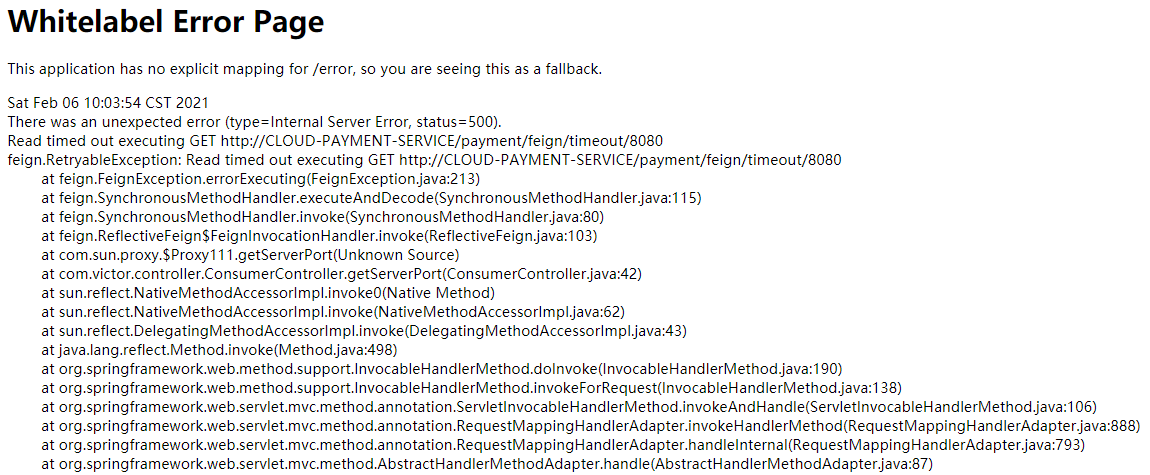 Whitelabel Error Page
This application has no explicit mapping for /error, so you are seeing this as a fallback.
Sat Feb 06 10:03:54 CST 2021
There was an unexpected error (type=Internal Server Error, status=500).
Read timed out executing GET http://CLOUD-PAYMENT-SERVICE/payment/feign/timeout/8080
feign.RetryableException: Read timed out executing GET http://CLOUD-PAYMENT-SERVICE/payment/feign/timeout/8080
at feign.FeignException.errorExecuting(FeignException.java:213)
at feign.SynchronousMethodHandler.executeAndDecode(SynchronousMethodHandler.java:115)
at feign.SynchronousMethodHandler.invoke(SynchronousMethodHandler.java:80)
at feign.ReflectiveFeign$FeignInvocationHandler.invoke(ReflectiveFeign.java:103)
at com.sun.proxy.$Proxy111.getServerPort(Unknown Source)
at com.victor.controller.ConsumerController.getServerPort(ConsumerController.java:42)
at sun.reflect.NativeMethodAccessorImpl.invoke0(Native Method)
at sun.reflect.NativeMethodAccessorImpl.invoke(NativeMethodAccessorImpl.java:62)
at sun.reflect.DelegatingMethodAccessorImpl.invoke(DelegatingMethodAccessorImpl.java:43)
at java.lang.reflect.Method.invoke(Method.java:498)
at org.springframework.web.method.support.InvocableHandlerMethod.doInvoke(InvocableHandlerMethod.java:190)
at org.springframework.web.method.support.InvocableHandlerMethod.invokeForRequest(InvocableHandlerMethod.java:138)
at org.springframework.web.servlet.mvc.method.annotation.ServletInvocableHandlerMethod.invokeAndHandle(ServletInvocableHandlerMethod.java:106)
at org.springframework.web.servlet.mvc.method.annotation.RequestMappingHandlerAdapter.invokeHandlerMethod(RequestMappingHandlerAdapter.java:888)
at org.springframework.web.servlet.mvc.method.annotation.RequestMappingHandlerAdapter.handleInternal(RequestMappingHandlerAdapter.java:793)
at org.springframework.web.servlet.mvc.method.AbstractHandlerMethodAdapter.handle(AbstractHandlerMethodAdapter.java:87)